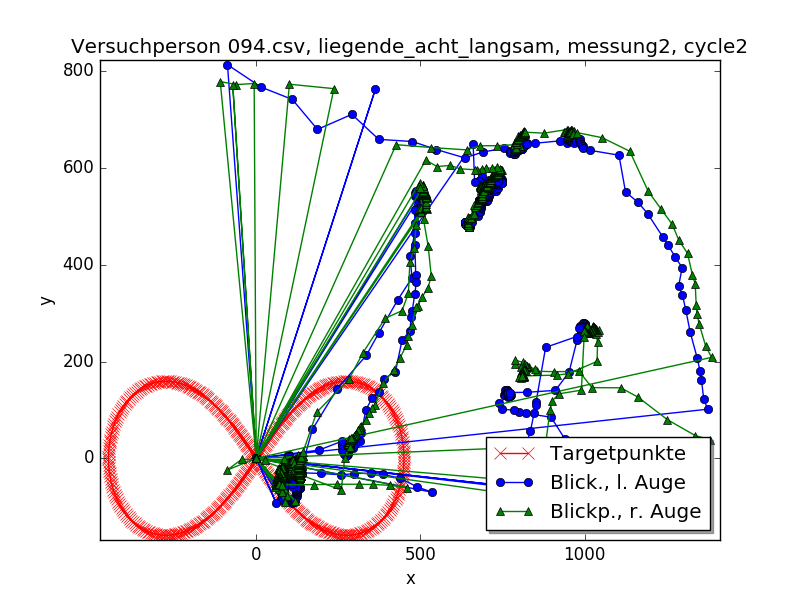 Versuchperson 094.csv, liegende_acht_langsam, messung2, cycle2
800
600
400
200
0
y
0 500 1000
x
Targetpunkte
Blick., l. Auge
Blickp., r. Auge